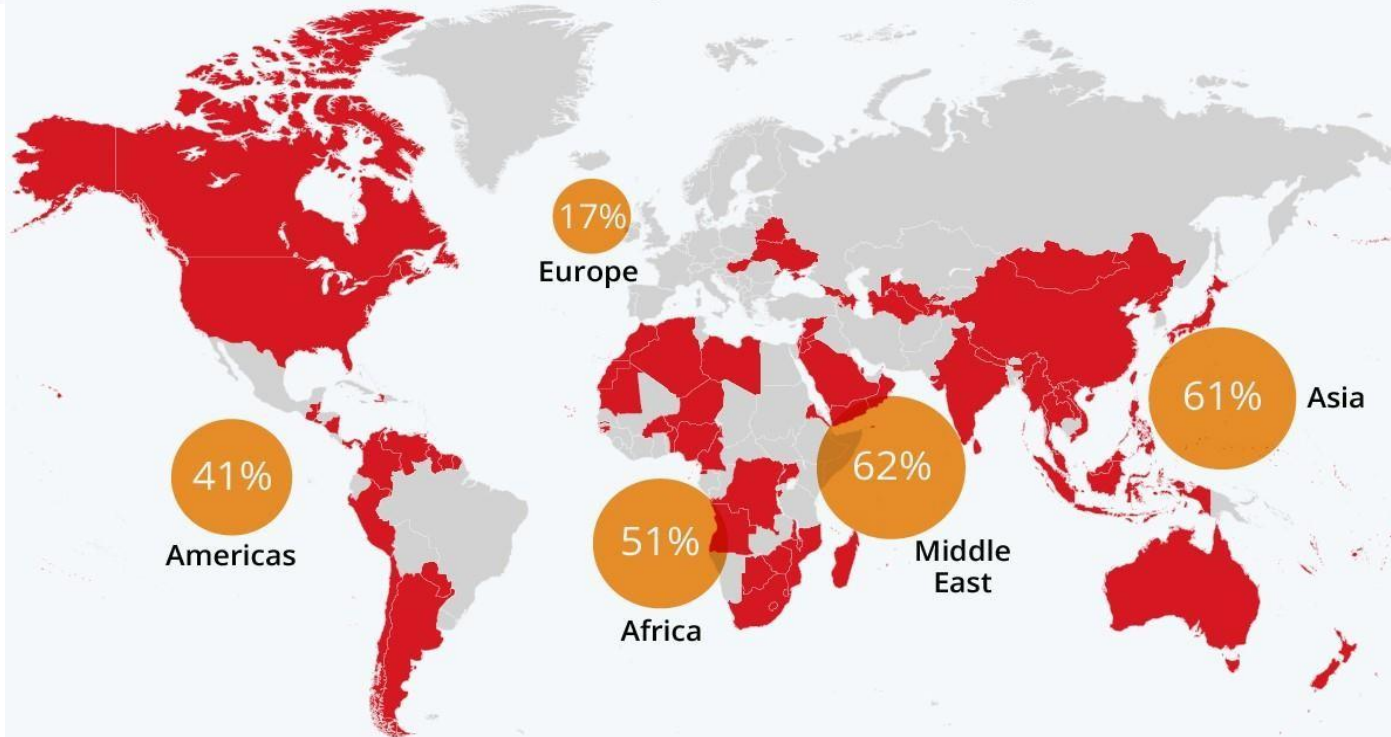 17%
Europe
61%
Asia
41%
Americas
62%
Middle
East
51%
Africa